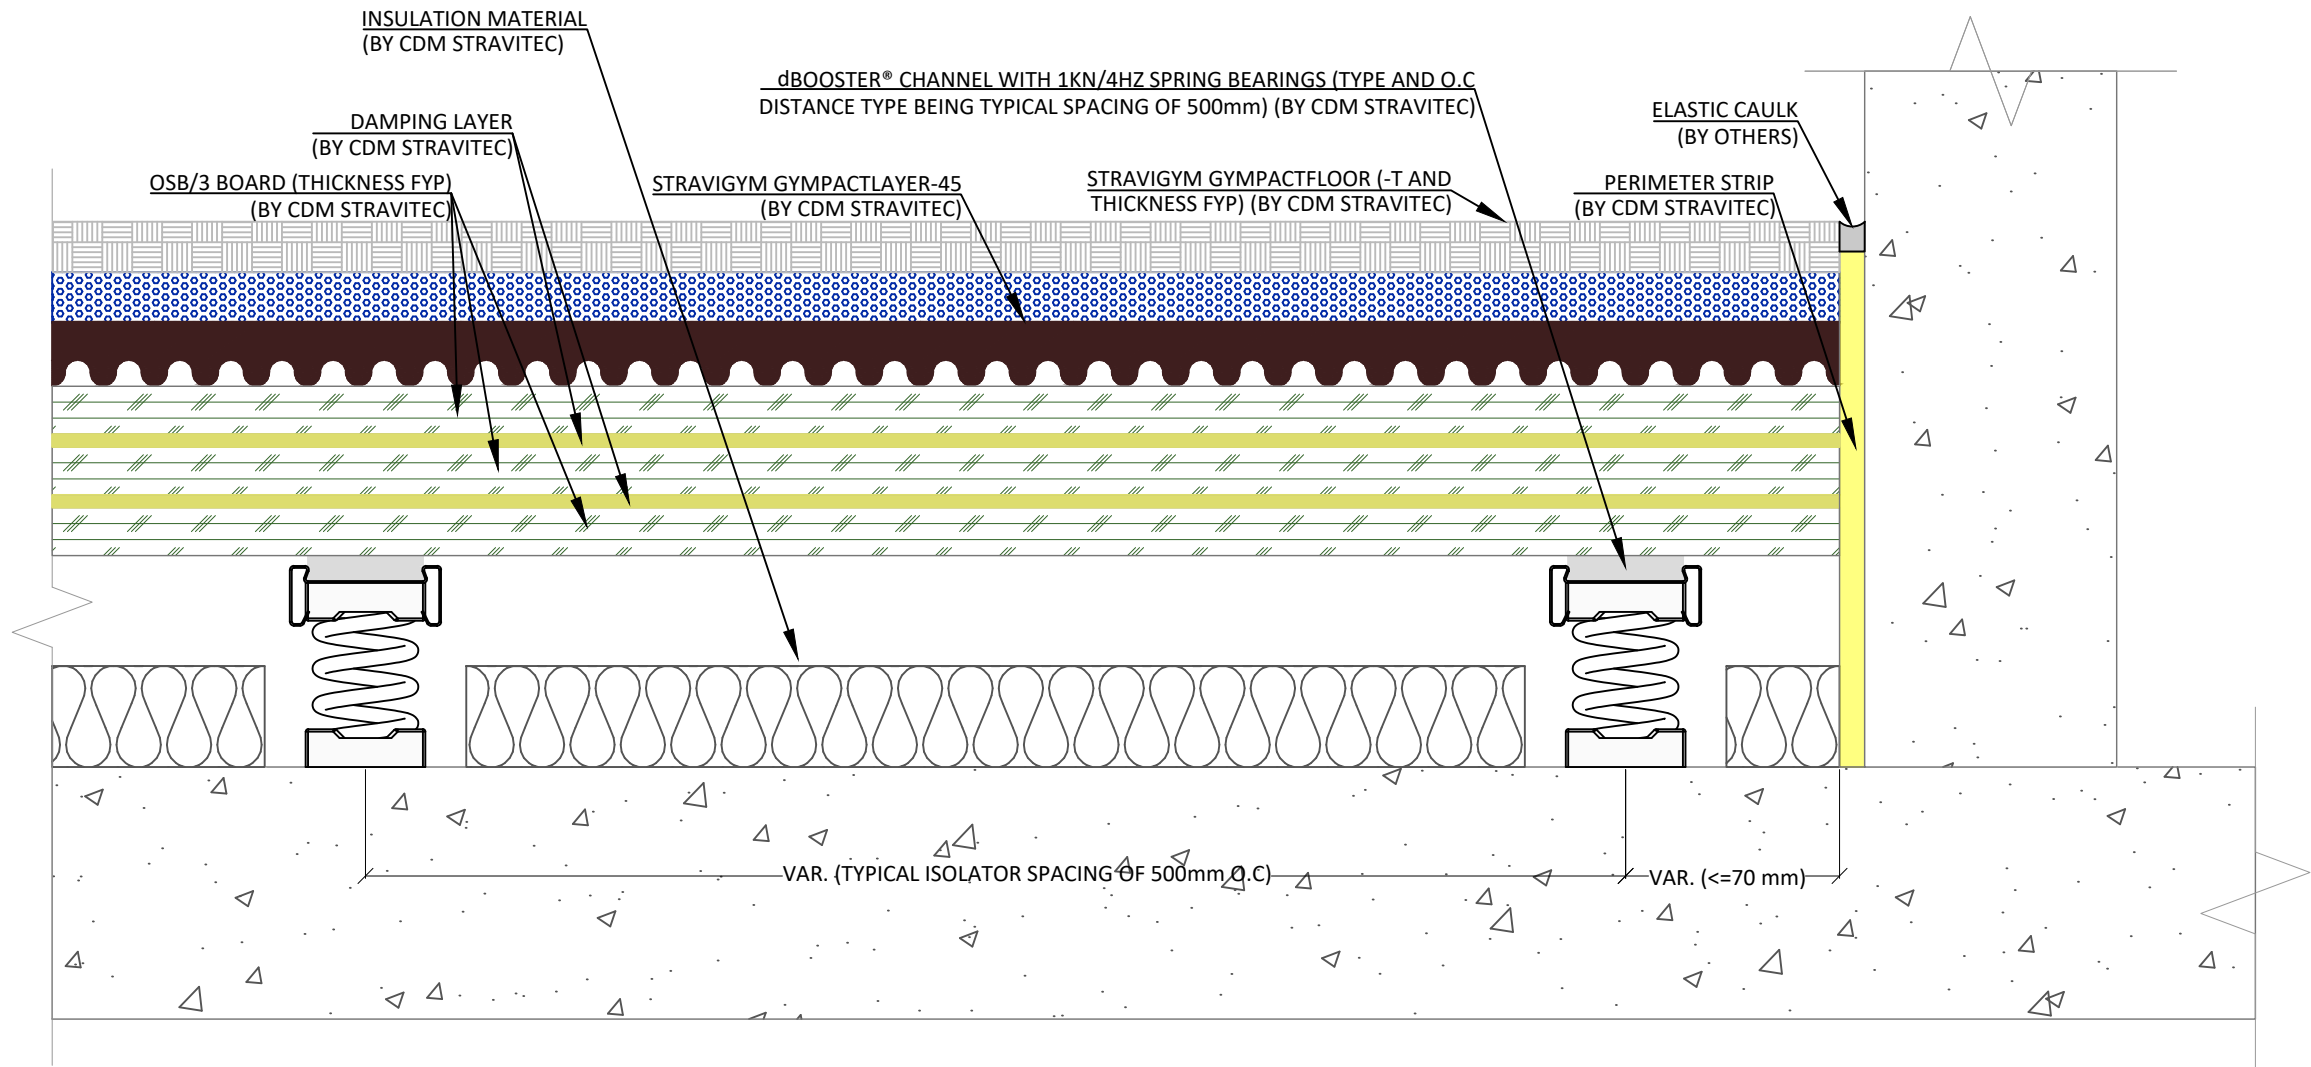 INSULATION MATERIAL
(BY CDM STRAVITEC)
dBOOSTER® CHANNEL WITH 1KN/4HZ SPRING BEARINGS (TYPE AND O.C
DISTANCE TYPE BEING TYPICAL SPACING OF 500mm) (BY CDM STRAVITEC)
ELASTIC CAULK
(BY OTHERS)
DAMPING LAYER
(BY CDM STRAVITEC)
OSB/3 BOARD (THICKNESS FYP)
(BY CDM STRAVITEC)
STRAVIGYM GYMPACTLAYER-45
(BY CDM STRAVITEC)
STRAVIGYM GYMPACTFLOOR (-T AND
THICKNESS FYP) (BY CDM STRAVITEC)
PERIMETER STRIP
(BY CDM STRAVITEC)
VAR. (TYPICAL ISOLATOR SPACING OF 500mm O.C)
VAR. (<=70 mm)